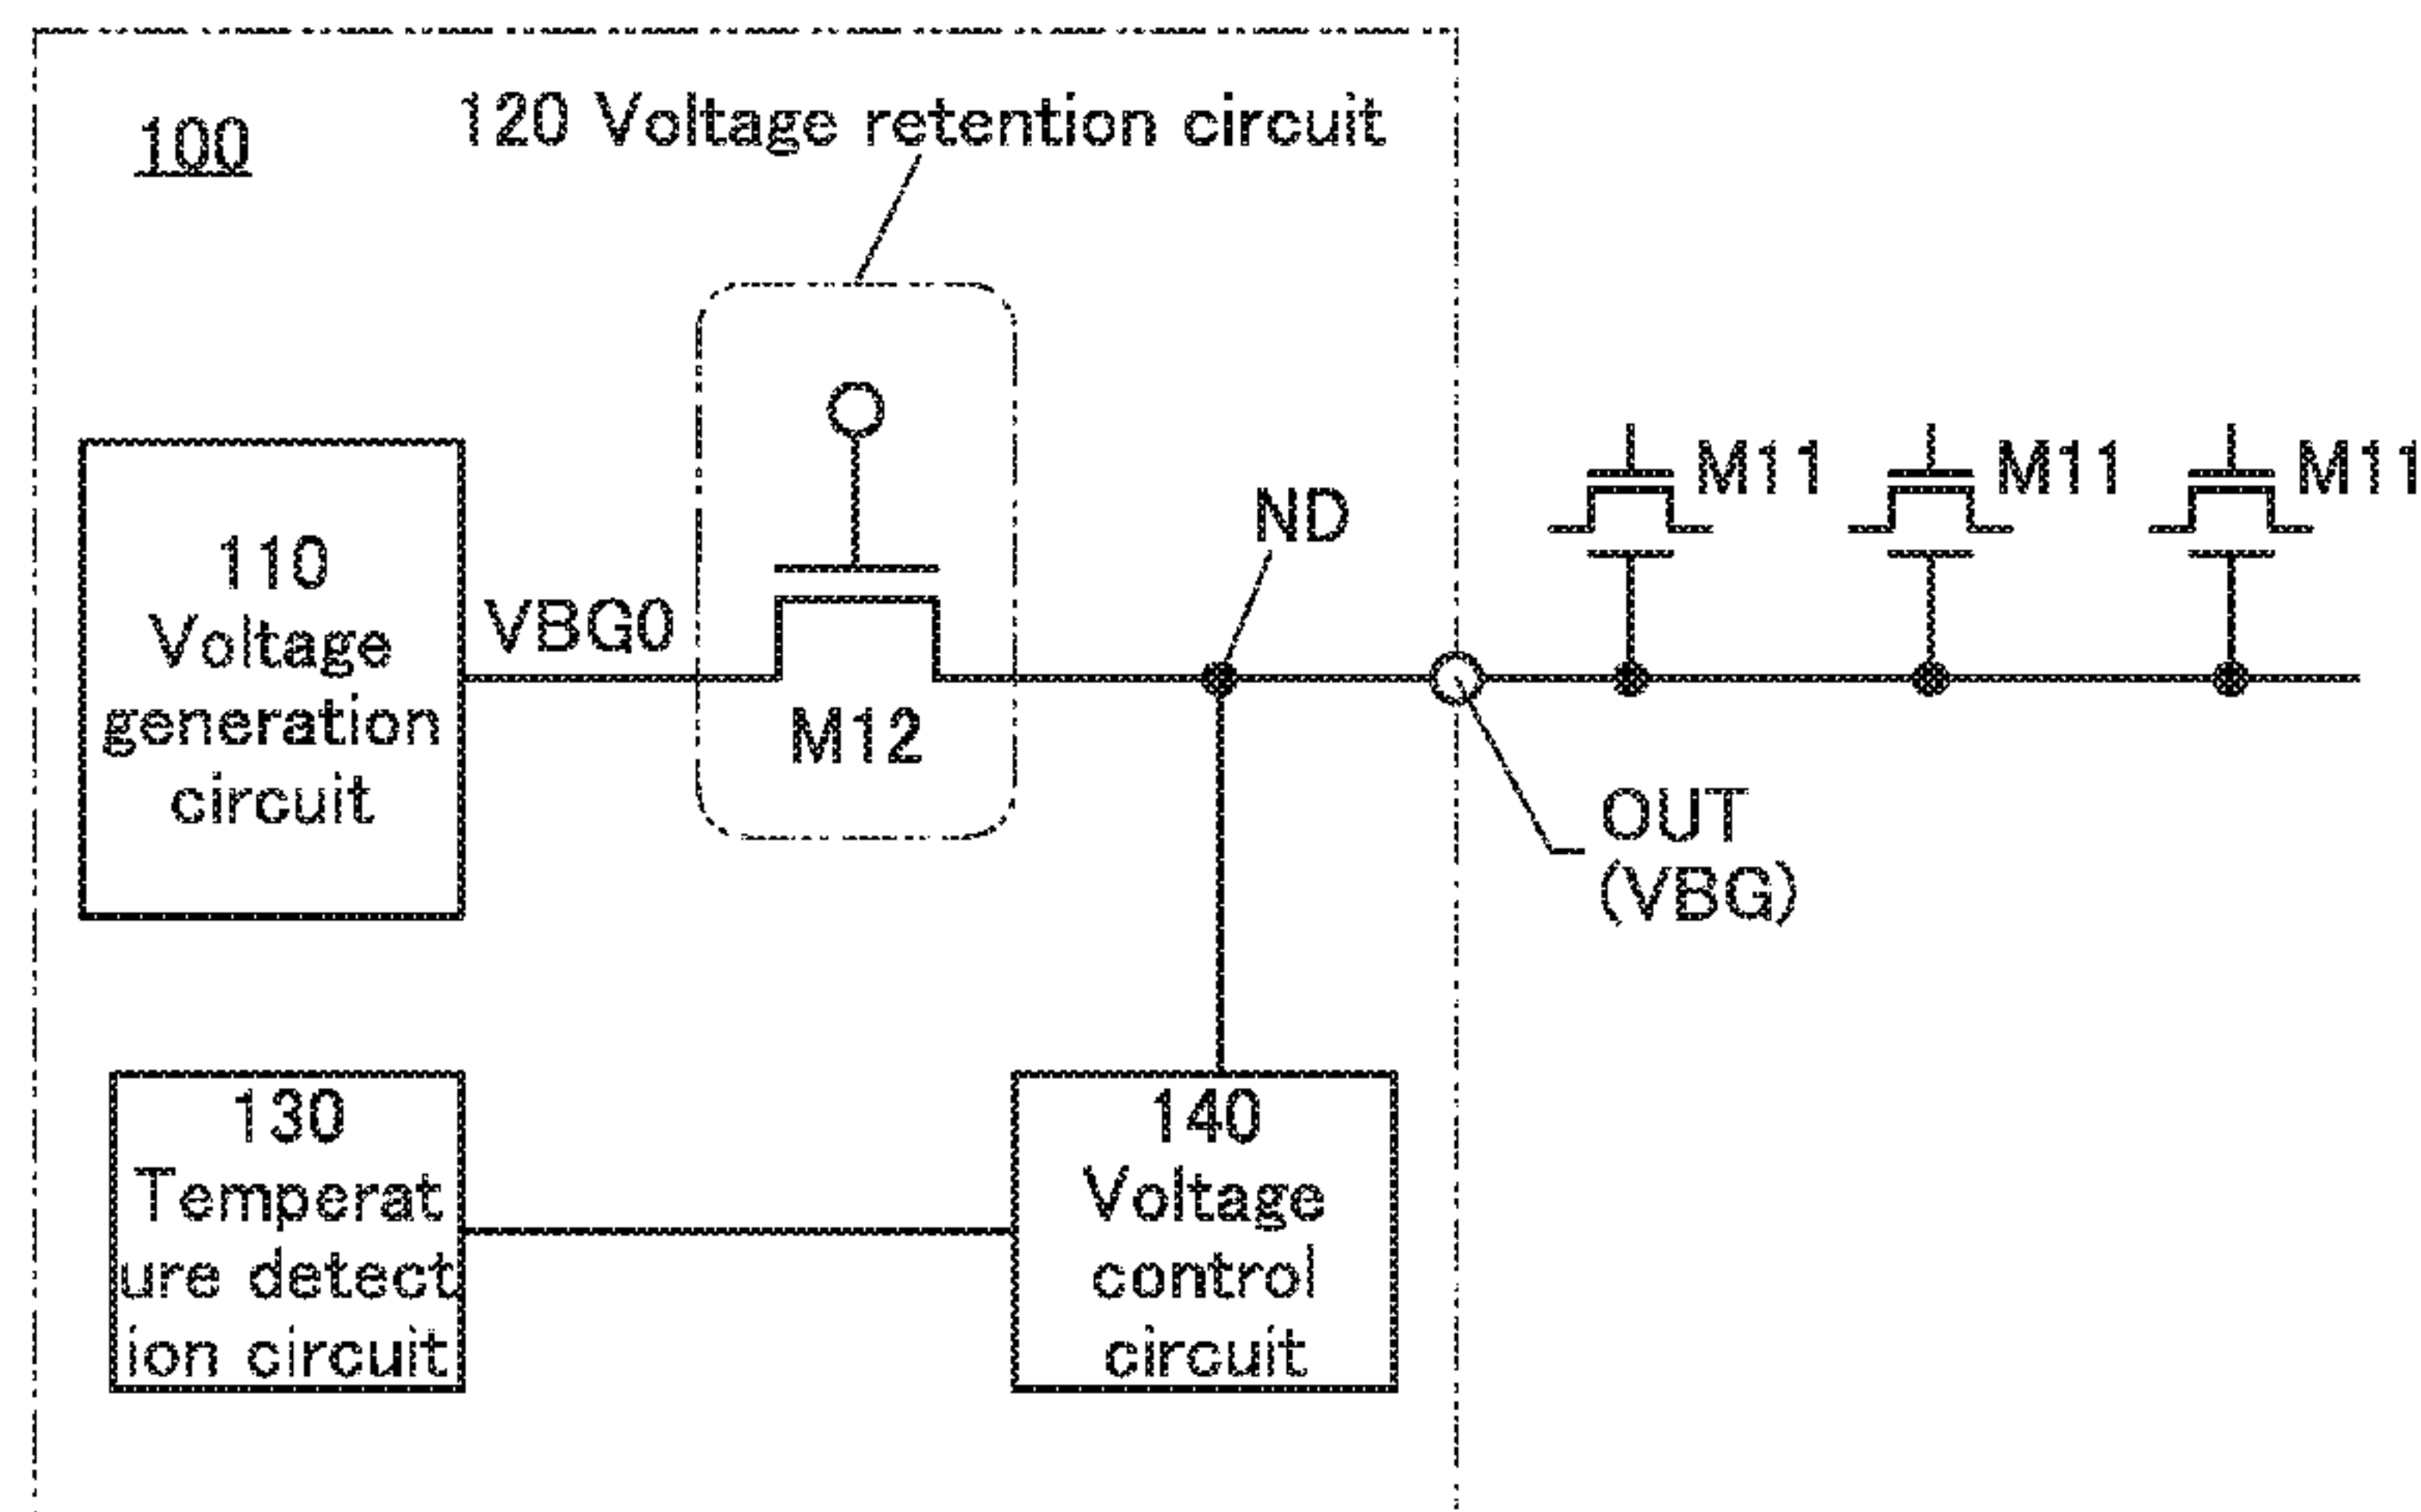 100
120 Voltage retention circuit
M11
M11
M11
ND
110
Voltage
generation
circuit
VBG0
M12
OUT
(VBG)
130
Temperat
ure detect
ion circuit
140
Voltage
control
circuit